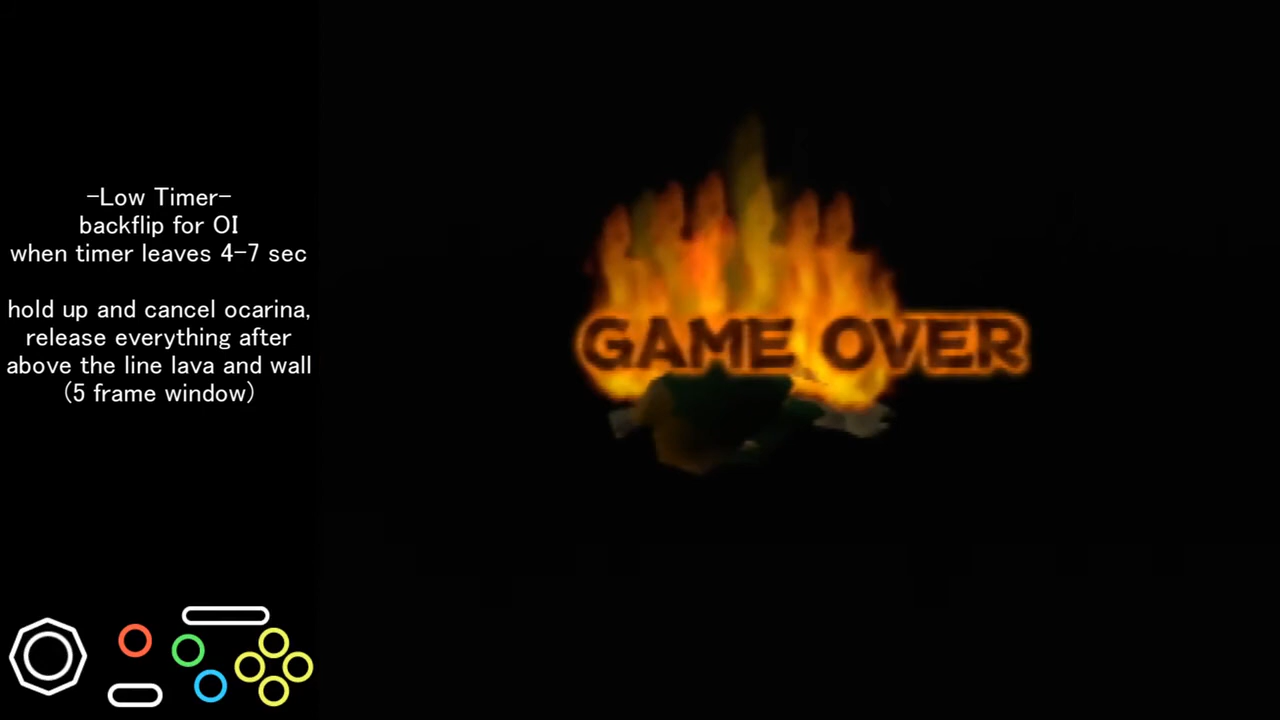 -Low Timer-
backflip for OI
when timer leaves 4-7 sec
hold up and cancel ocarina,
release everything after
above the line lava and wall
(5 frame window)
GAME OVER